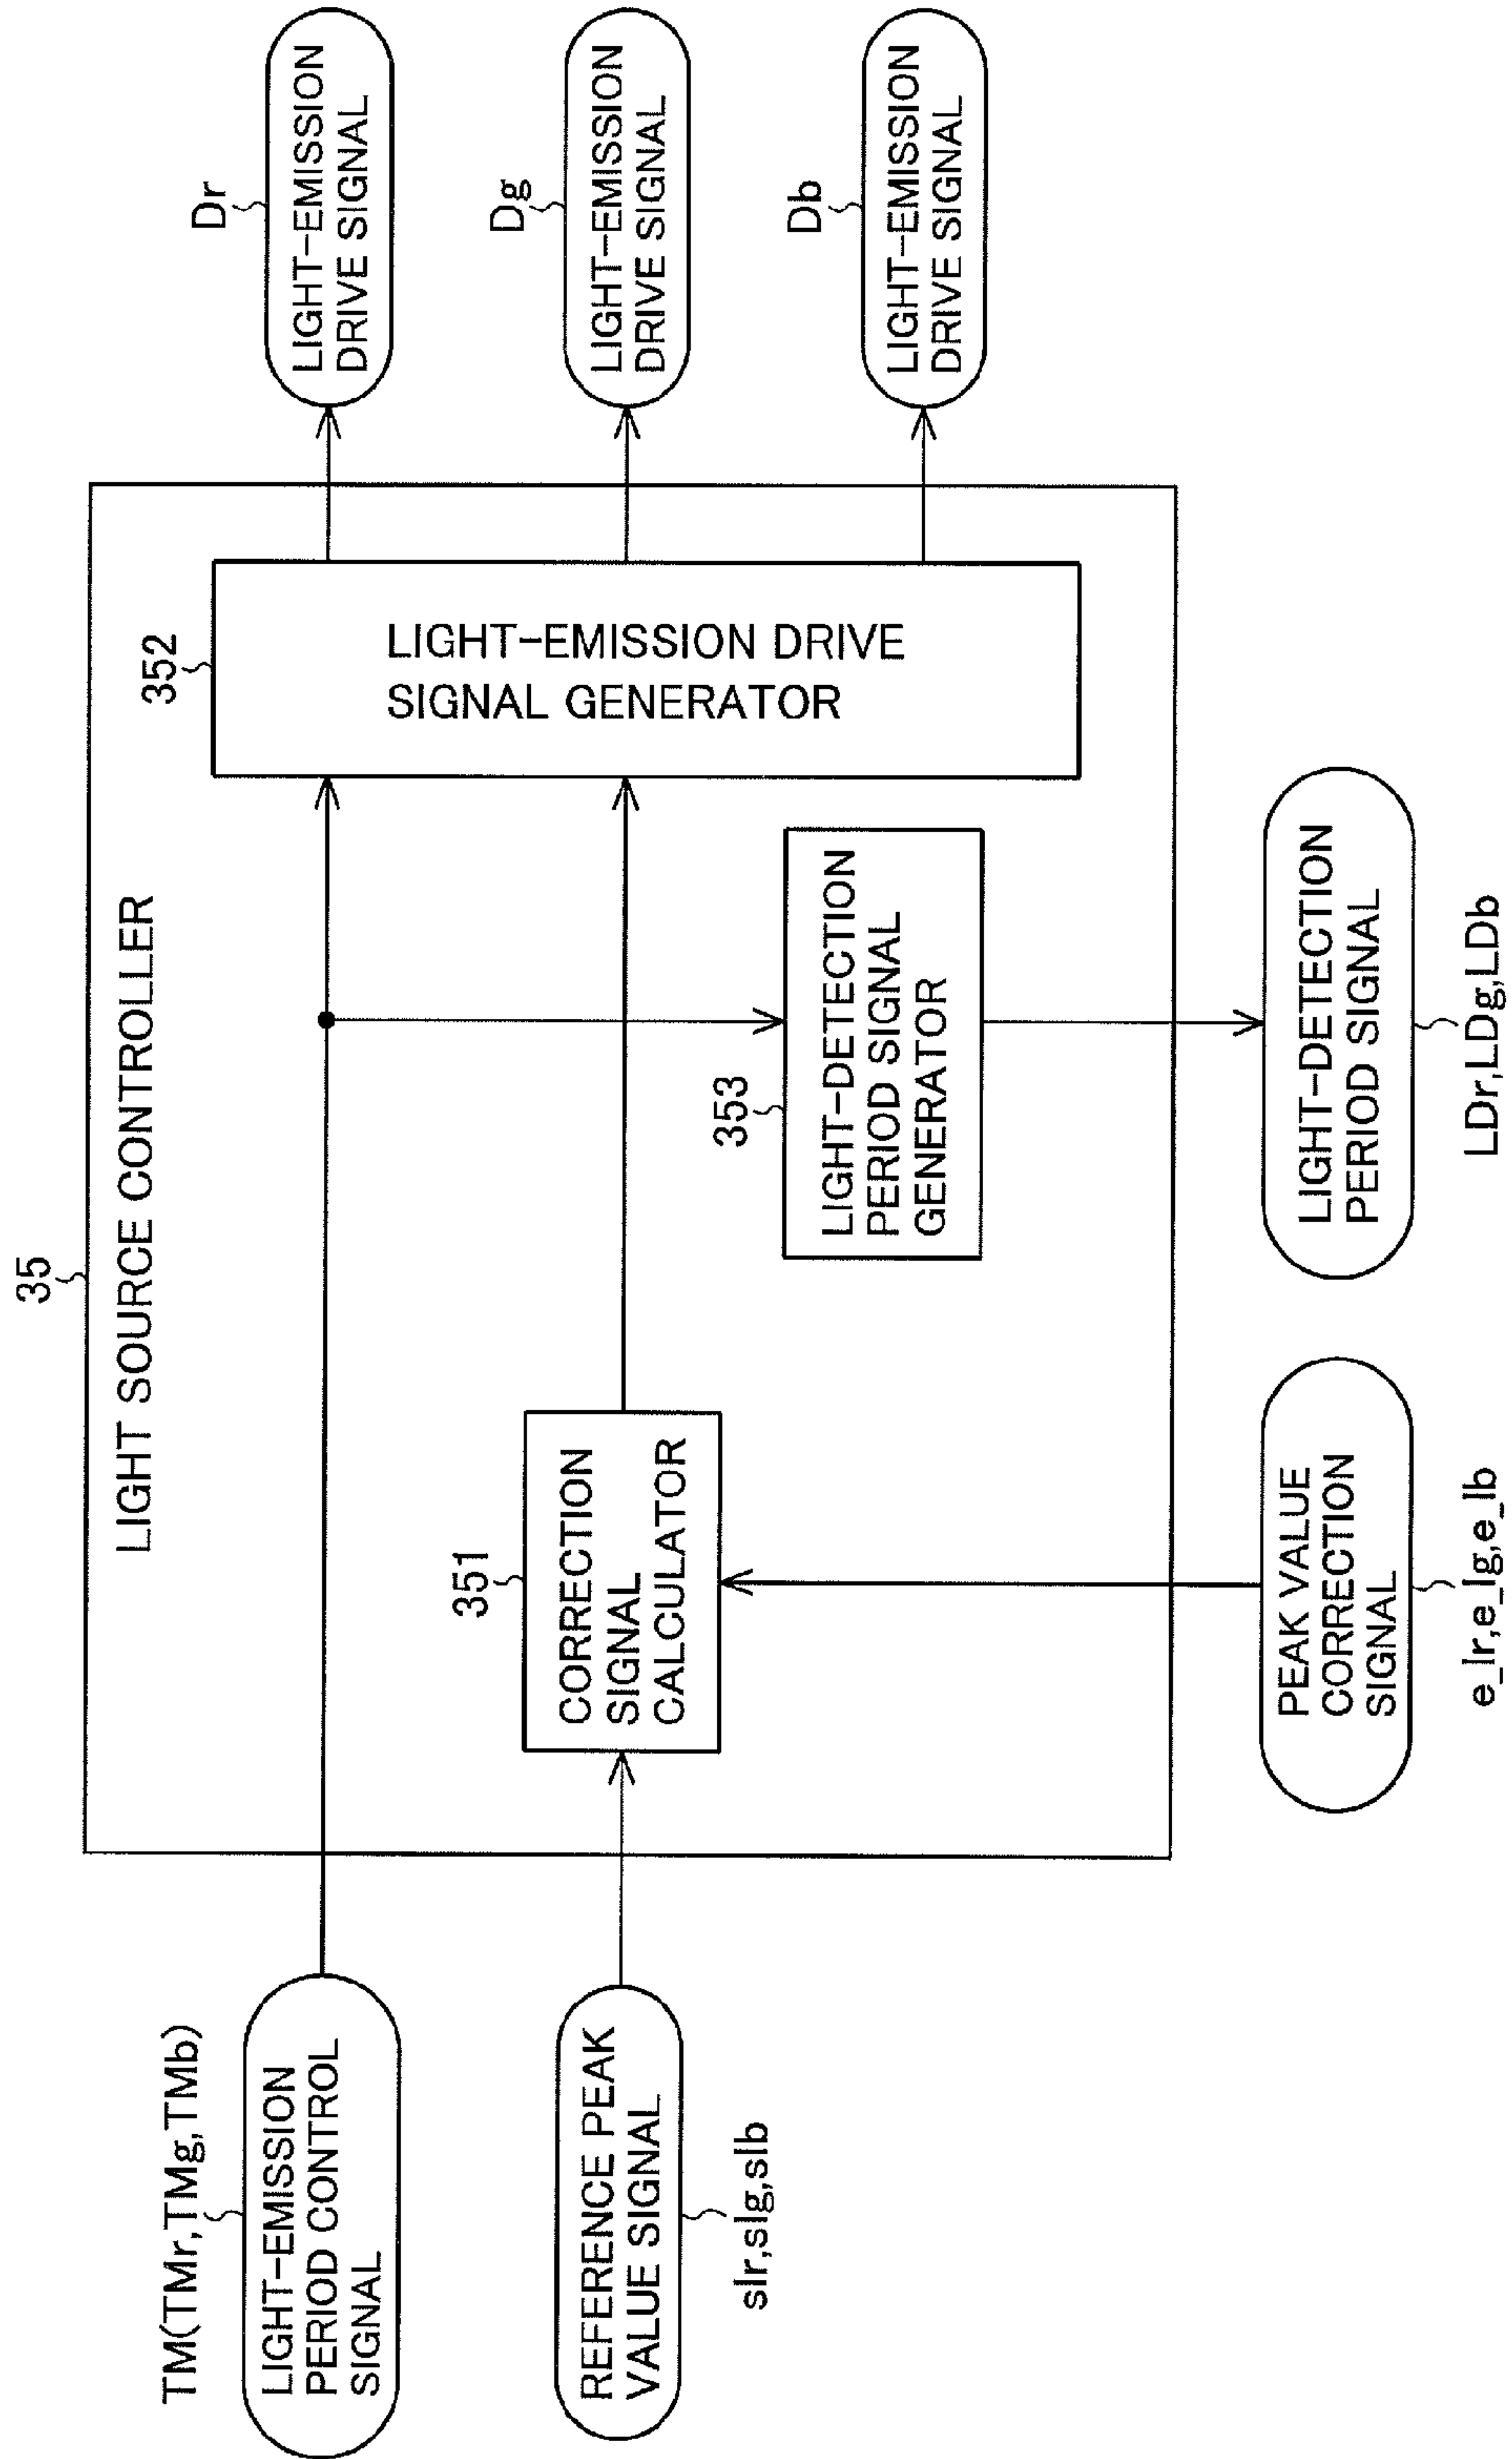 35
LIGHT SOURCE CONTROLLER
TM(TMr,TMg,TMb)
LIGHT-EMISSION
PERIOD CONTROL
SIGNAL
REFERENCE PEAK
VALUE SIGNAL
sIr,sIg,sIb
351
CORRECTION
SIGNAL
CALCULATOR
PEAK VALUE
CORRECTION
SIGNAL
e_Ir,e_Ig,e_Ib
352
LIGHT-EMISSION DRIVE
SIGNAL GENERATOR
353
LIGHT-DETECTION
PERIOD SIGNAL
GENERATOR
LIGHT-DETECTION
PERIOD SIGNAL
LDr,LDg,LDb
Dr
LIGHT-EMISSION
DRIVE SIGNAL
Dg
LIGHT-EMISSION
DRIVE SIGNAL
Db
LIGHT-EMISSION
DRIVE SIGNAL